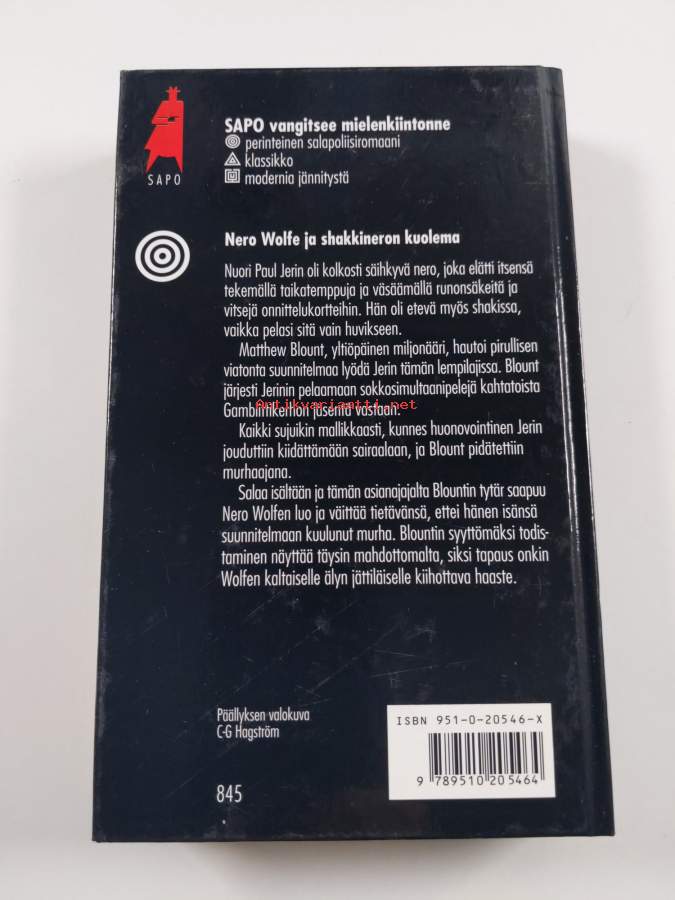 SAPO
SAPO vangitsee mielenkiintonne
perinteinen salapoliisiromaani
klassikko
modernia jännitystä
Nero Wolfe ja shakkineron kuolema
Nuori Paul Jerin oli kolkosti säihkyvä nero, joka elätti itsensä
tekemällä taikatemppuja ja väsäämällä runonsäkeitä ja
vitsejä onnittelukortteihin. Hän oli etevä myös shakissa,
vaikka pelasi sitä vain huvikseen.
Matthew Blount, yltiöpäinen miljonääri, hautoi pirullisen
viatonta suunnitelmaa lyödä Jerin tämän lempilajissa. Blount
järjesti Jerinin pelaamaan sokkosimultaanipelejä kahtatoista
Antikvariaatti.net
Gambiittikerhon jäsentä vastaan.
Kaikki sujuikin mallikkaasti, kunnes huonovointinen Jerin
jouduttiin kiidättämään sairaalaan, ja Blount pidätettiin
murhaajana.
Salaa isältään ja tämän asianajajalta Blountin tytär saapuu
Nero Wolfen luo ja väittää tietävänsä, ettei hänen isänsä
suunnitelmaan kuulunut murha. Blountin syyttömäksi todis-
taminen näyttää täysin mahdottomalta, siksi tapaus onkin
Wolfen kaltaiselle älyn jättiläiselle kiihottava haaste.
Päällyksen valokuva
C-G Hagström
845
ISBN 951-0-20546-X
9 789510 205464